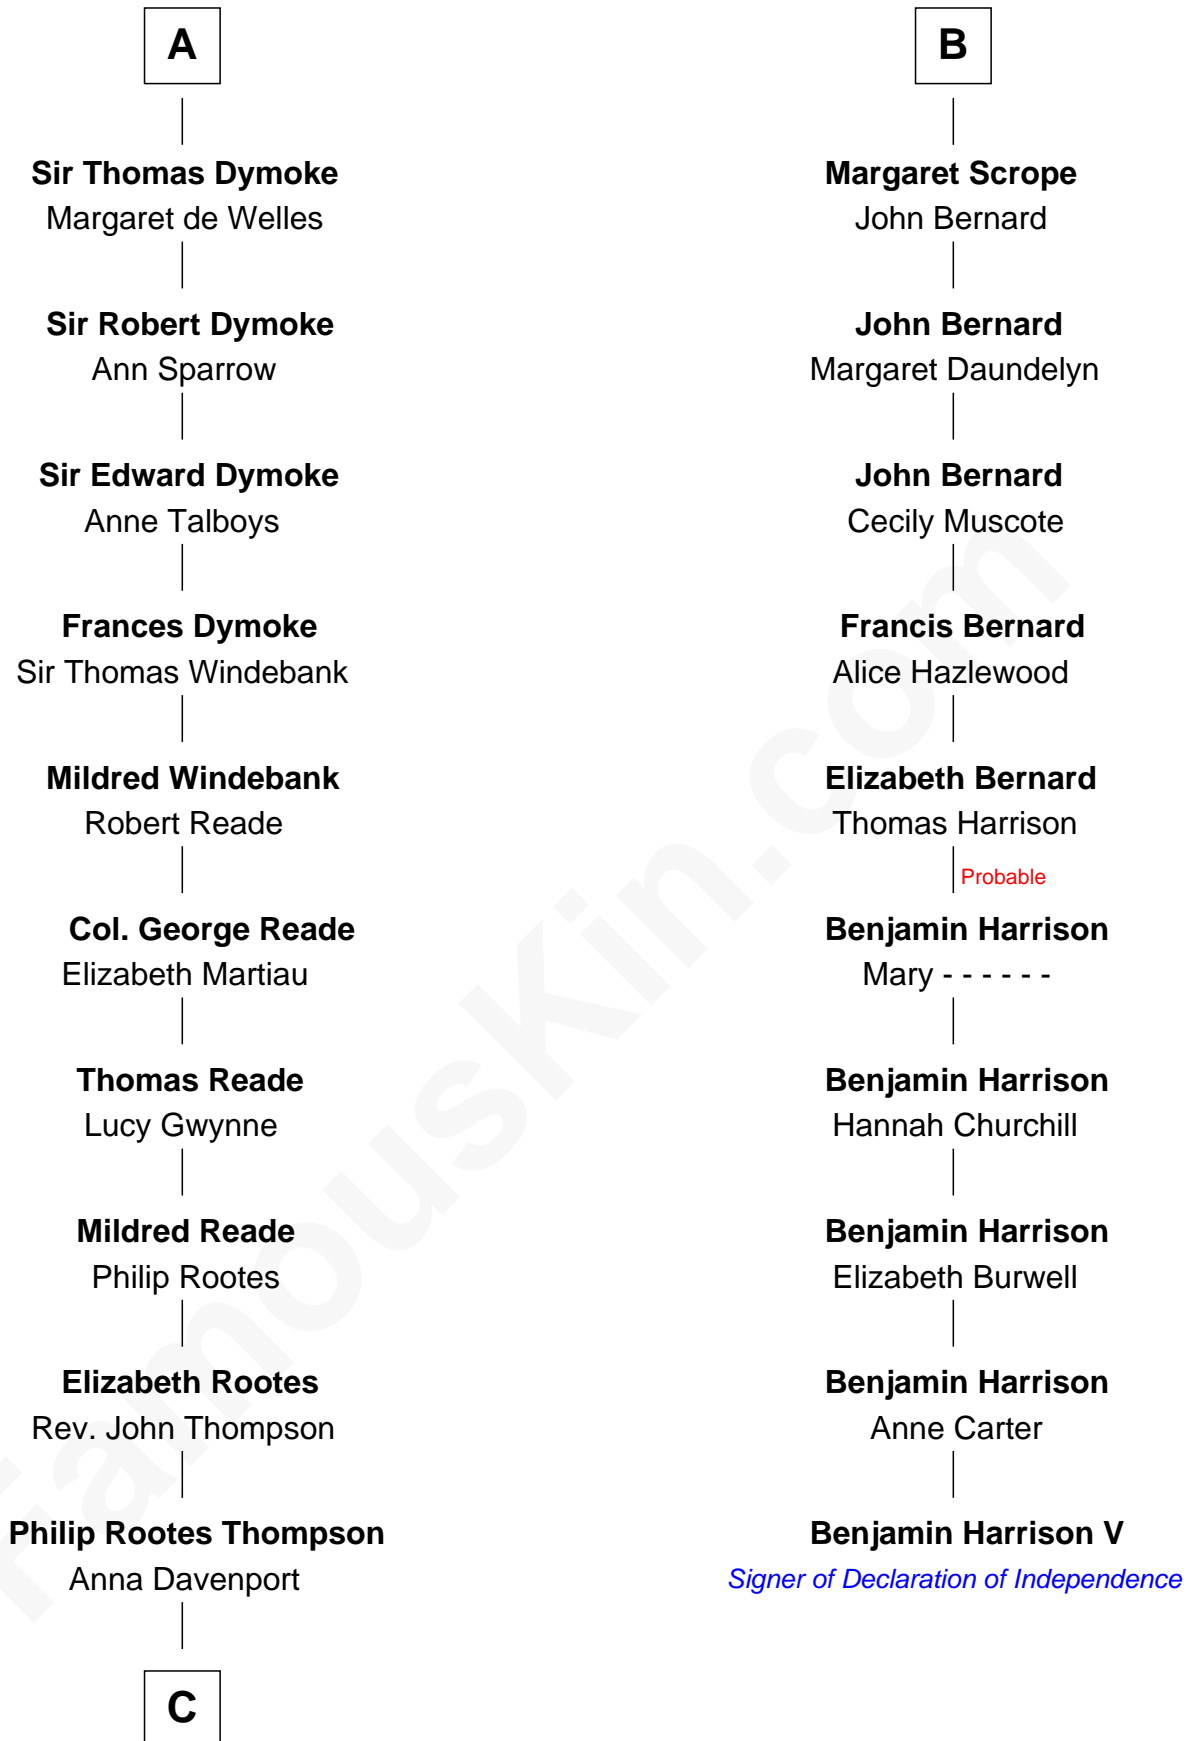 A
Sir Thomas Dymoke
Margaret de Welles
Sir Robert Dymoke
Ann Sparrow
Sir Edward Dymoke
Anne Talboys
Frances Dymoke
Sir Thomas Windebank
Mildred Windebank
Robert Reade
Col. George Reade
Elizabeth Martiau
Thomas Reade
Lucy Gwynne
Mildred Reade
Philip Rootes
Elizabeth Rootes
Rev. John Thompson
Philip Rootes Thompson
Anna Davenport
C
B
Margaret Scrope
John Bernard
John Bernard
Margaret Daundelyn
John Bernard
Cecily Muscote
Francis Bernard
Alice Hazlewood
Elizabeth Bernard
Thomas Harrison
Probable
Benjamin Harrison
Mary - - - - - -
Benjamin Harrison
Hannah Churchill
Benjamin Harrison
Elizabeth Burwell
Benjamin Harrison
Anne Carter
Benjamin Harrison V
Signer of Declaration of Independence
FamousKin.com